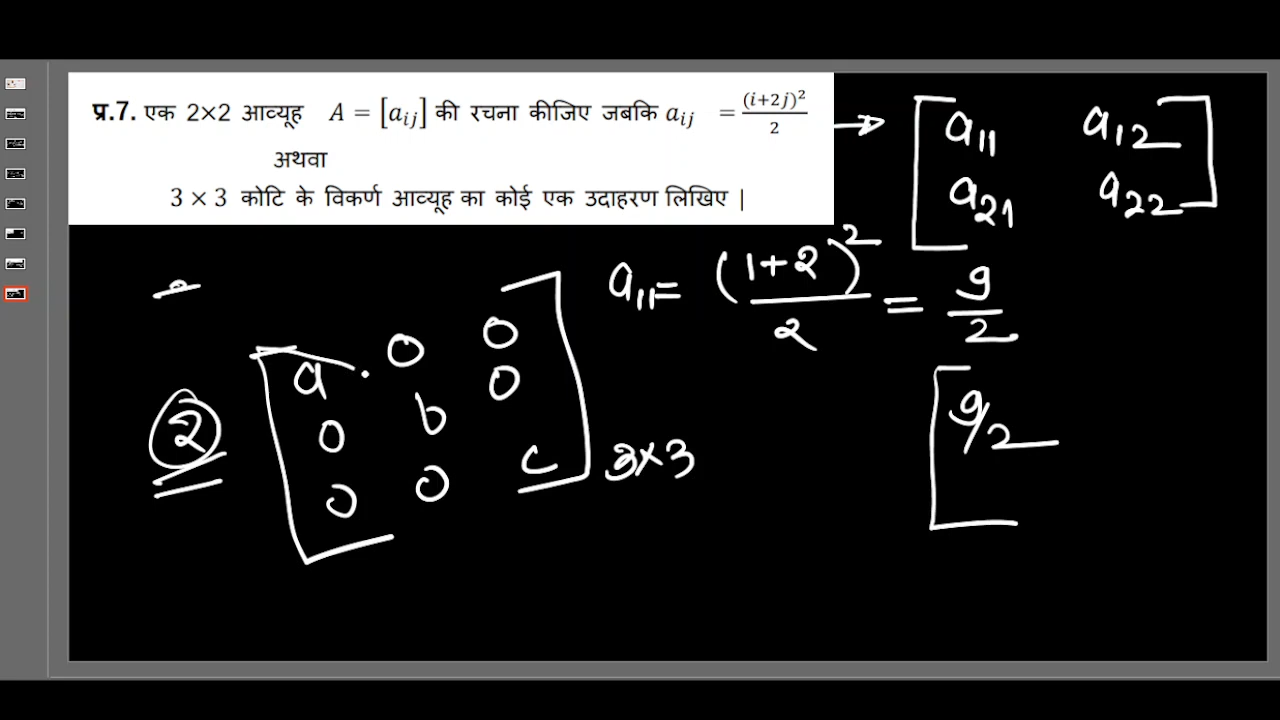 प्र.7. एक 2×2 आव्यूह A = [aᵢⱼ] की रचना कीजिए जबकि aᵢⱼ = (i+2j)²/2
अथवा
3 × 3 कोटि के विकर्ण आव्यूह का कोई एक उदाहरण लिखिए |
a₁₁ a₁₂
a₂₁ a₂₂
a₁₁ = (1+2)²/2 = 9/2
2
a 0 0
0 b 0
0 0 c
3×3
9/2